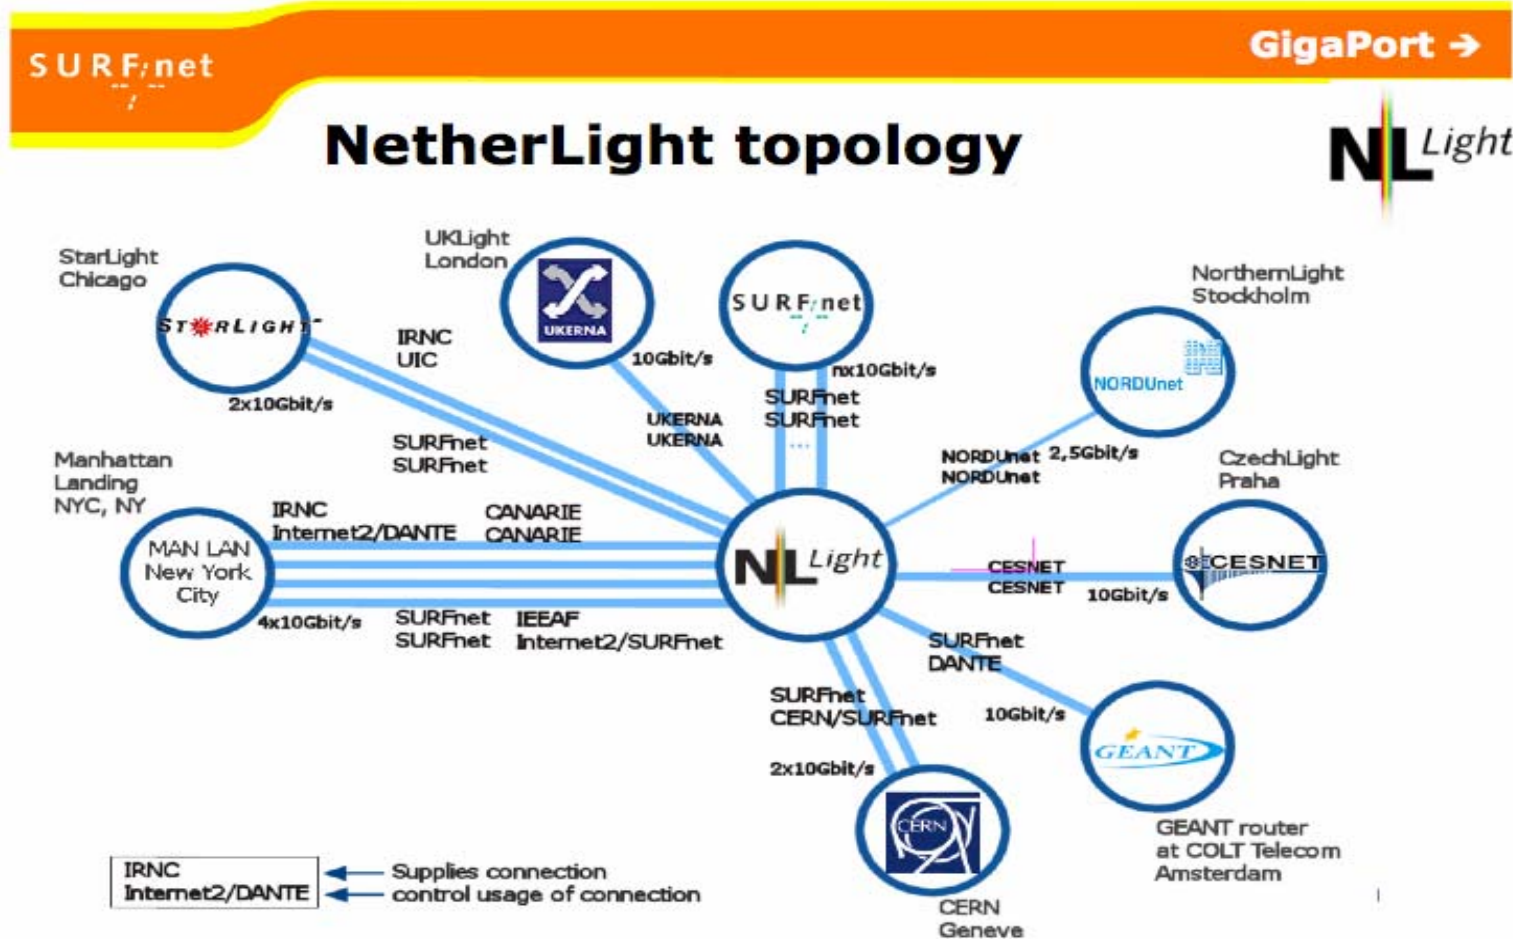 SURFnet
GigaPort →
NetherLight topology
NL Light
StarLight
Chicago
STARLIGHT
2x10Gbit/s
IRNC
UIC
SURFnet
SURFnet
UKLight
London
UKERNA
10Gbit/s
UKERNA
UKERNA
SURFnet
nx10Gbit/s
SURFnet
SURFnet
...
NorthernLight
Stockholm
NORDUnet
2,5Gbit/s
NORDUnet
NORDUnet
Manhattan
Landing
NYC, NY
MAN LAN
New York
City
4x10Gbit/s
IRNC
Internet2/DANTE
CANARIE
CANARIE
SURFnet
SURFnet
IEEAF
Internet2/SURFnet
NL Light
CzechLight
Praha
CESNET
CESNET
CESNET
10Gbit/s
SURFnet
DANTE
10Gbit/s
GEANT
GEANT router
at COLT Telecom
Amsterdam
SURFnet
CERN/SURFnet
2x10Gbit/s
CERN
CERN
Geneve
IRNC
Internet2/DANTE
Supplies connection
control usage of connection